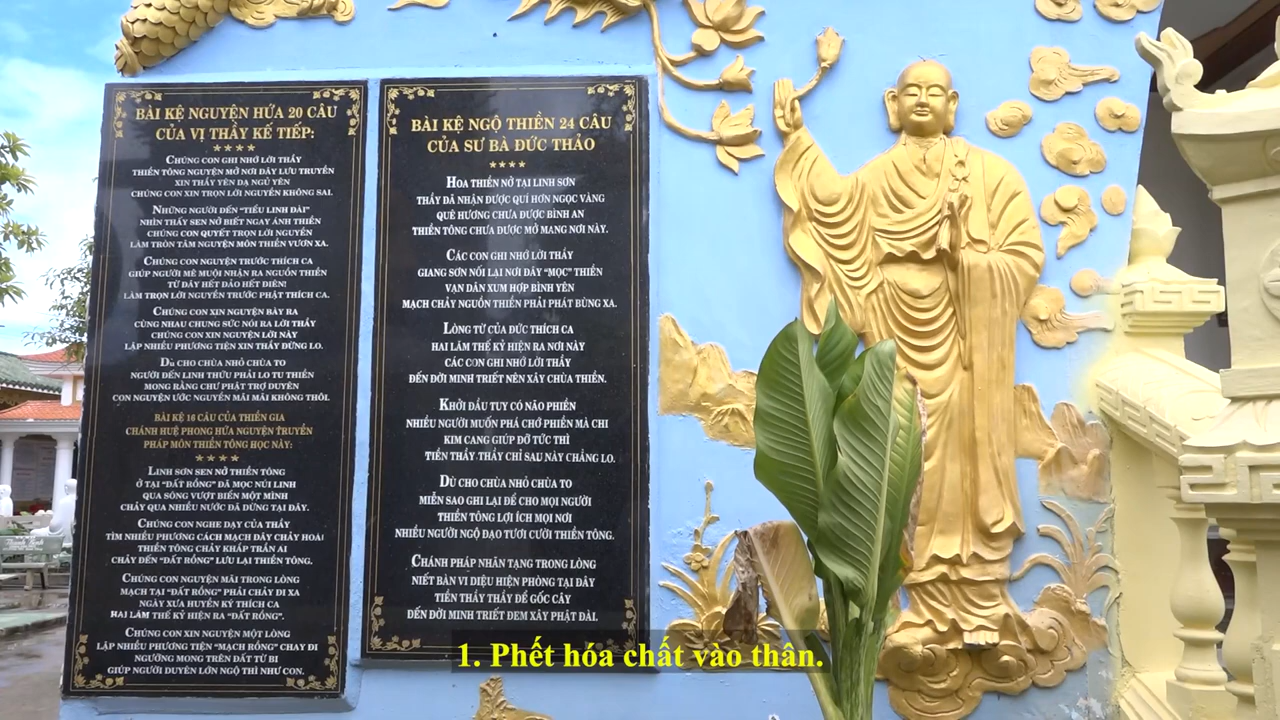 BÀI KỆ NGUYỆN HỨA 20 CÂU
CỦA VỊ THẦY KẾ TIẾP:
CHÚNG CON GHI NHỚ LỜI THẦY
THIỀN TÔNG NGUYỆN MỞ NƠI ĐÂY LƯU TRUYỀN
XIN THẦY YÊN DẠ NGỦ YÊN
CHÚNG CON XIN TRỌN LỜI NGUYỀN KHÔNG SAI.
NHỮNG NGƯỜI ĐẾN "TIỂU LINH ĐÀI"
NHÌN THẤY SEN NỞ BIẾT NGAY ÁNH THIỀN
CHÚNG CON QUYẾT TRỌN LỜI NGUYỀN
LÀM TRÒN TÂM NGUYỆN MÔN THIỀN VƯƠN XA.
CHÚNG CON NGUYỆN TRƯỚC THÍCH CA
GIÚP NGƯỜI MÊ MUỘI NHẬN RA NGUỒN THIỀN
TỪ ĐÂY HẾT ĐẢO HẾT ĐIÊN!
LÀM TRỌN LỜI NGUYỀN TRƯỚC PHẬT THÍCH CA.
CHÚNG CON XIN NGUYỆN BÀY RA
CÙNG NHAU CHUNG SỨC NÓI RA LỜI THẦY
CHÚNG CON XIN NGUYỆN LỜI NÀY
LẬP NHIỀU PHƯƠNG TIỆN XIN THẦY ĐỪNG LO.
DÙ CHO CHÙA NHỎ CHÙA TO
NGƯỜI ĐẾN LINH THỨU PHẢI LO TU THIỀN
MONG RẰNG CHƯ PHẬT TRỢ DUYÊN
CON NGUYỆN ƯỚC NGUYỀN MÃI MÃI KHÔNG THÔI.
BÀI KỆ 16 CÂU CỦA THIỀN GIA
CHÁNH HUỆ PHONG HỨA NGUYỆN TRUYỀN
PHÁP MÔN THIỀN TÔNG HỌC NÀY:
LINH SƠN SEN NỞ THIỀN TÔNG
Ở TẠI "ĐẤT RỒNG" ĐÃ MỌC NÚI LINH
QUA SÔNG VƯỢT BIỂN MỘT MÌNH
CHẢY QUA NHIỀU NƯỚC ĐÃ DỪNG TẠI ĐÂY.
CHÚNG CON NGHE DẠY CỦA THẦY
TÌM NHIỀU PHƯƠNG CÁCH MẠCH ĐÂY CHẢY HOÀI
THIỀN TÔNG CHẢY KHẮP TRẦN AI
CHẢY ĐẾN "ĐẤT RỒNG" LƯU LẠI THIỀN TÔNG.
CHÚNG CON NGUYỆN MÃI TRONG LÒNG
MẠCH TẠI "ĐẤT RỒNG" PHẢI CHẢY ĐI XA
NGÀY XƯA HUYỀN KÝ THÍCH CA
HAI LĂM THẾ KỶ HIỆN RA "ĐẤT RỒNG".
CHÚNG CON XIN NGUYỆN MỘT LÒNG
LẬP NHIỀU PHƯƠNG TIỆN "MẠCH RỒNG" CHẠY ĐI
NGƯỠNG MONG TRÊN ĐẤT TỪ BI
GIÚP NGƯỜI DUYÊN LỚN NGỘ THÌ NHƯ CON.
BÀI KỆ NGỘ THIỀN 24 CÂU
CỦA SƯ BÀ ĐỨC THẢO
HOA THIỀN NỞ TẠI LINH SƠN
THẦY ĐÃ NHẬN ĐƯỢC QUÍ HƠN NGỌC VÀNG
QUÊ HƯƠNG CHƯA ĐƯỢC BÌNH AN
THIỀN TÔNG CHƯA ĐƯỢC MỞ MANG NƠI NÀY.
CÁC CON GHI NHỚ LỜI THẦY
GIANG SƠN NỐI LẠI NƠI ĐÂY "MỌC" THIỀN
VẠN DÂN XUM HỢP BÌNH YÊN
MẠCH CHẢY NGUỒN THIỀN PHẢI PHÁT BÙNG XA.
LÒNG TỪ CỦA ĐỨC THÍCH CA
HAI LĂM THẾ KỶ HIỆN RA NƠI NÀY
CÁC CON GHI NHỚ LỜI THẦY
ĐẾN ĐỜI MINH TRIẾT NÊN XÂY CHÙA THIỀN.
KHỞI ĐẦU TUY CÓ NÃO PHIỀN
NHIỀU NGƯỜI MUỐN PHÁ CHỚ PHIỀN MÀ CHI
KIM CANG GIÚP ĐỠ TỨC THÌ
TIỀN THẦY THẦY CHỈ SAU NÀY CHẲNG LO.
DÙ CHO CHÙA NHỎ CHÙA TO
MIỄN SAO GHI LẠI ĐỂ CHO MỌI NGƯỜI
THIỀN TÔNG LỢI ÍCH MỌI NƠI
NHIỀU NGƯỜI NGỘ ĐẠO TƯƠI CƯỜI THIỀN TÔNG.
CHÁNH PHÁP NHÃN TẠNG TRONG LÒNG
NIẾT BÀN VI DIỆU HIỆN PHÒNG TẠI ĐÂY
TIỀN THẦY THẦY ĐỂ GỐC CÂY
ĐẾN ĐỜI MINH TRIẾT ĐEM XÂY PHẬT ĐÀI.
1. Phết hóa chất vào thân.